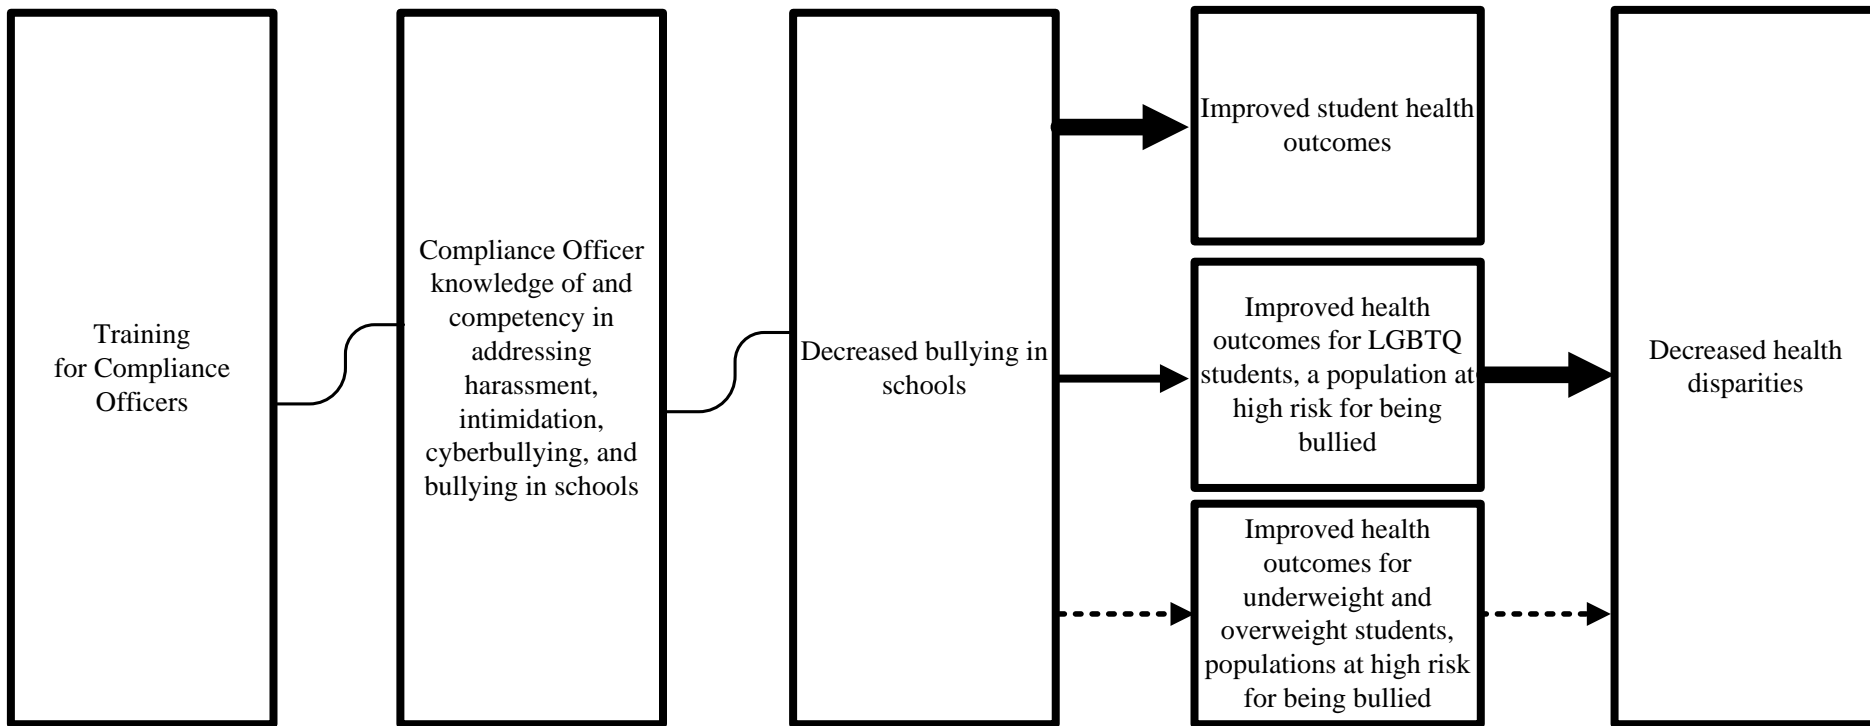 Training
for Compliance
Officers
Compliance Officer
knowledge of and
competency in
addressing
harassment,
intimidation,
cyberbullying, and
bullying in schools
Decreased bullying in
schools
Improved student health
outcomes
Improved health
outcomes for LGBTQ
students, a population at
high risk for being
bullied
Improved health
outcomes for
underweight and
overweight students,
populations at high risk
for being bullied
Decreased health
disparities